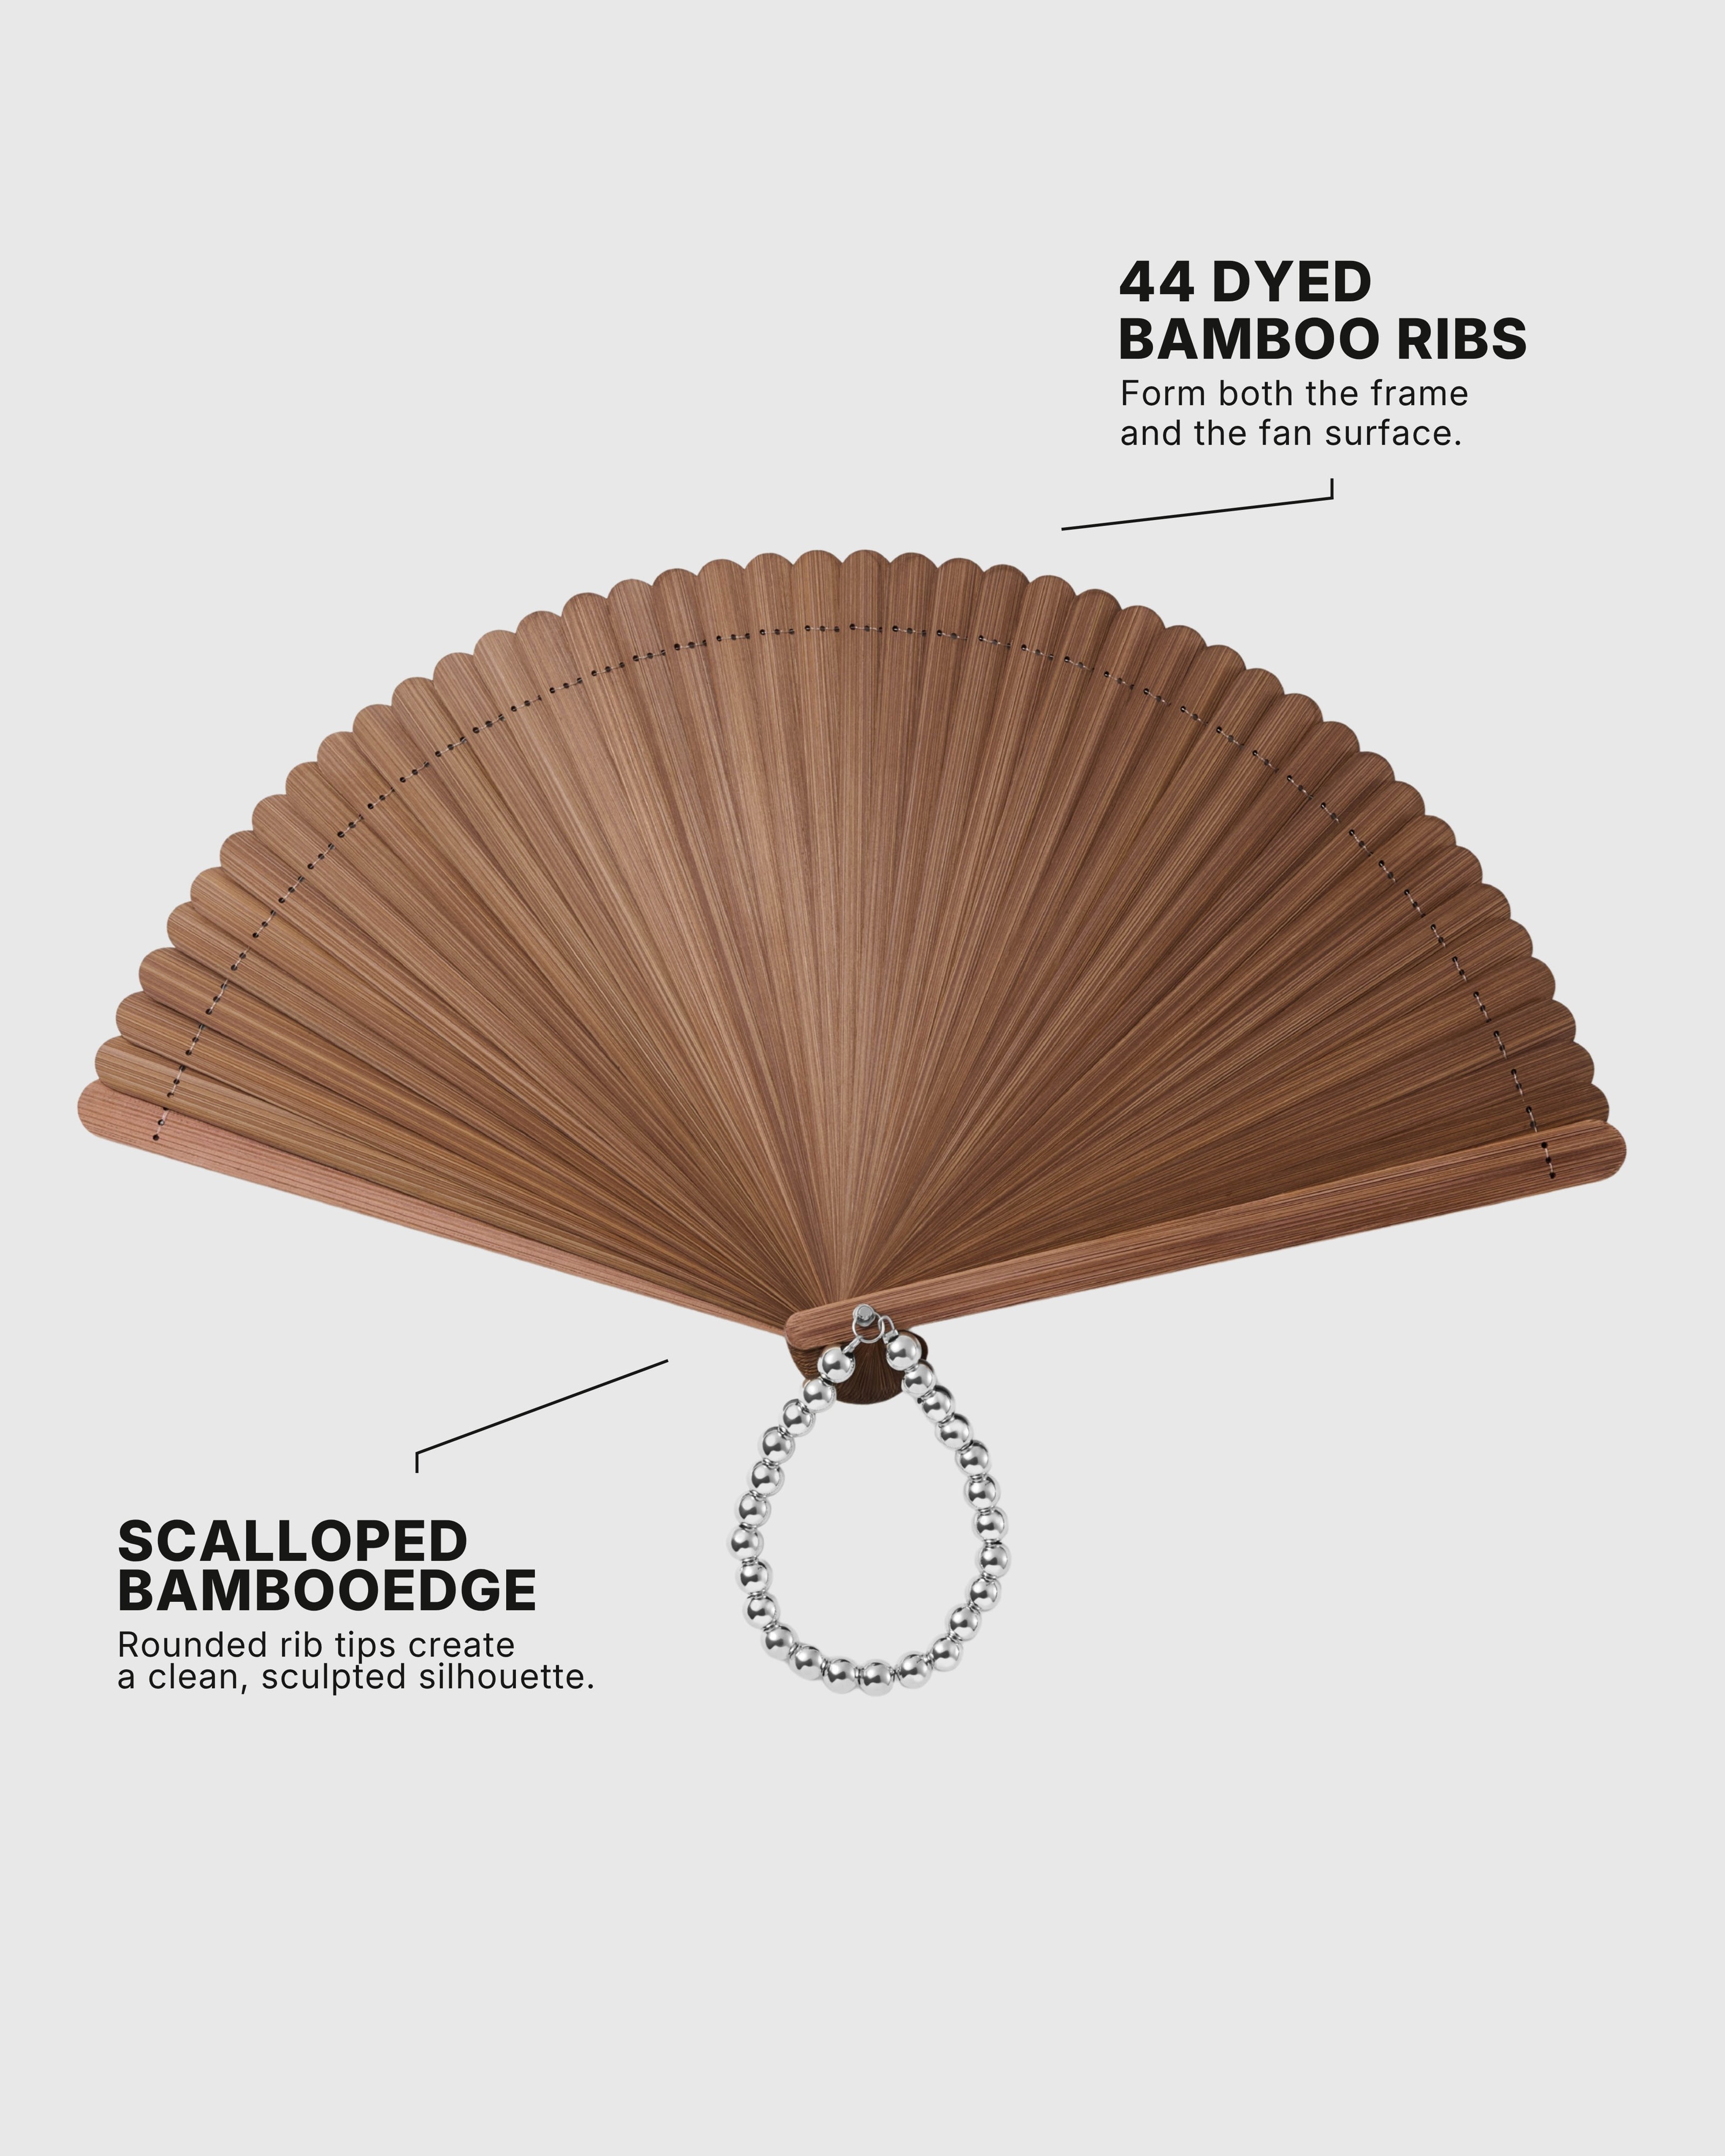 44 DYED
BAMBOO RIBS
Form both the frame
and the fan surface.
SCALLOPED
BAMBOOEDGE
Rounded rib tips create
a clean, sculpted silhouette.